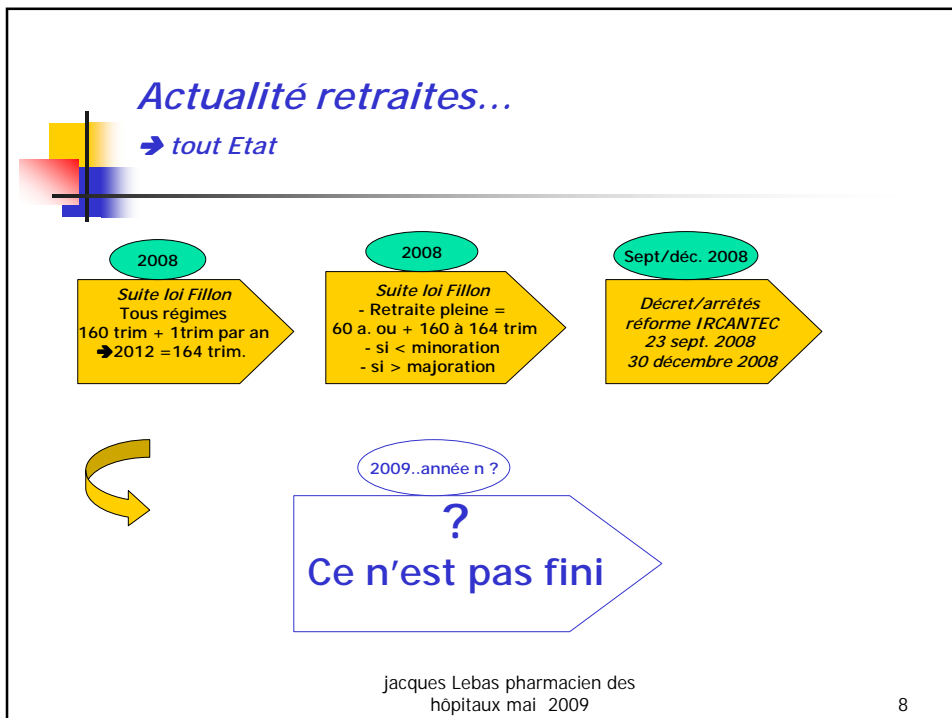 Actualité retraites…
➔ tout Etat
2008
Suite loi Fillon
Tous régimes
160 trim + 1trim par an
➔2012 =164 trim.
2008
Suite loi Fillon
- Retraite pleine =
60 a. ou + 160 à 164 trim
- si < minoration
- si > majoration
Sept/déc. 2008
Décret/arrêtés
réforme IRCANTEC
23 sept. 2008
30 décembre 2008
2009..année n ?
?
Ce n'est pas fini
jacques Lebas pharmacien des
hôpitaux mai 2009
8